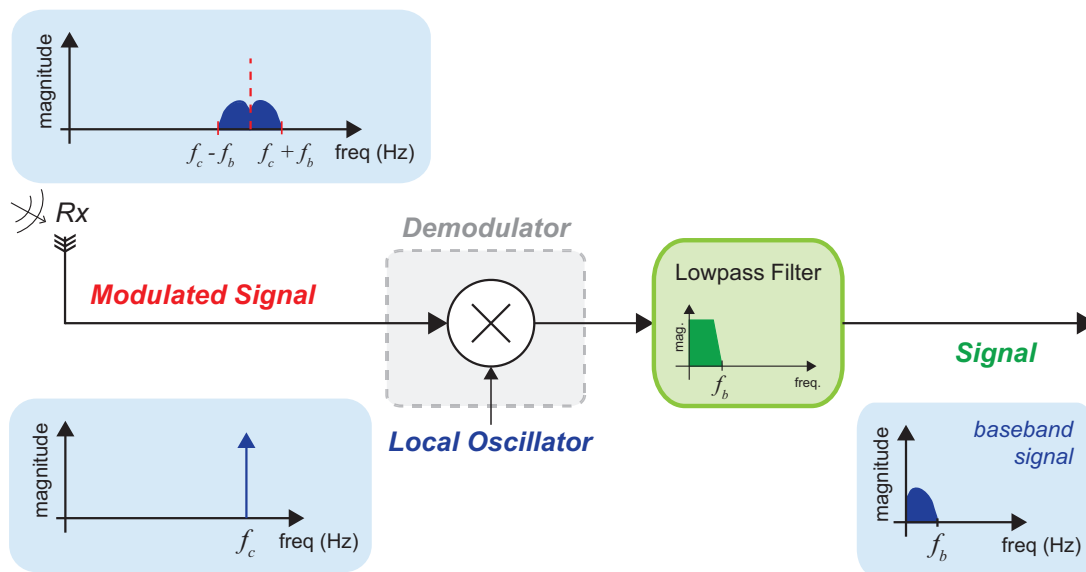 magnitude
f_c - f_b
f_c + f_b
freq (Hz)
Rx
Demodulator
Modulated Signal
Lowpass Filter
mag.
f_b
freq.
Signal
Local Oscillator
magnitude
f_c
freq (Hz)
baseband
signal
magnitude
f_b
freq (Hz)